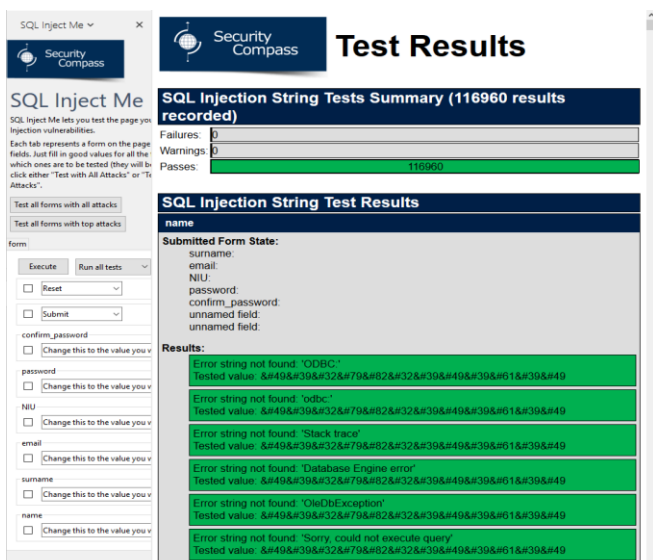 SQL Inject Me
Security
Compass
SQL Inject Me
SQL Inject Me lets you test the page you
Injection vulnerabilities.
Each tab represents a form on the page
fields. Just fill in good values for all the
which ones are to be tested (they will b
click either "Test with All Attacks" or "Te
Attacks".
Test all forms with all attacks
Test all forms with top attacks
form
Execute Run all tests
Reset
Submit
confirm_password
Change this to the value you v
password
Change this to the value you v
NIU
Change this to the value you v
email
Change this to the value you v
surname
Change this to the value you v
name
Change this to the value you v
Security
Compass
Test Results
SQL Injection String Tests Summary (116960 results
recorded)
Failures: 0
Warnings: 0
Passes: 116960
SQL Injection String Test Results
name
Submitted Form State:
surname:
email:
NIU:
password:
confirm_password:
unnamed field:
unnamed field:
Results:
Error string not found: 'ODBC:'
Tested value: &#49&#39&#32&#79&#82&#32&#39&#49&#39&#61&#39&#49
Error string not found: 'odbc:'
Tested value: &#49&#39&#32&#79&#82&#32&#39&#49&#39&#61&#39&#49
Error string not found: 'Stack trace'
Tested value: &#49&#39&#32&#79&#82&#32&#39&#49&#39&#61&#39&#49
Error string not found: 'Database Engine error'
Tested value: &#49&#39&#32&#79&#82&#32&#39&#49&#39&#61&#39&#49
Error string not found: 'OleDbException'
Tested value: &#49&#39&#32&#79&#82&#32&#39&#49&#39&#61&#39&#49
Error string not found: 'Sorry, could not execute query'
Tested value: &#49&#39&#32&#79&#82&#32&#39&#49&#39&#61&#39&#49